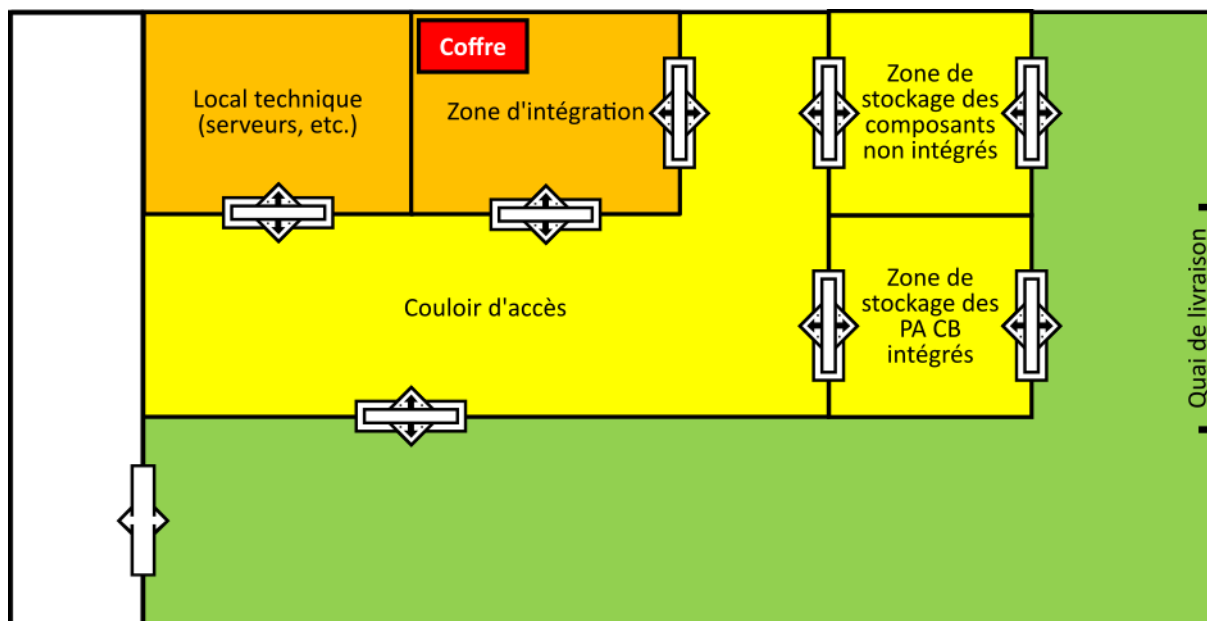 Coffre
Local technique
(serveurs, etc.)
Zone d'intégration
Zone de
stockage des
composants
non intégrés
Couloir d'accès
Zone de
stockage des
PA CB
intégrés
Quai de livraison